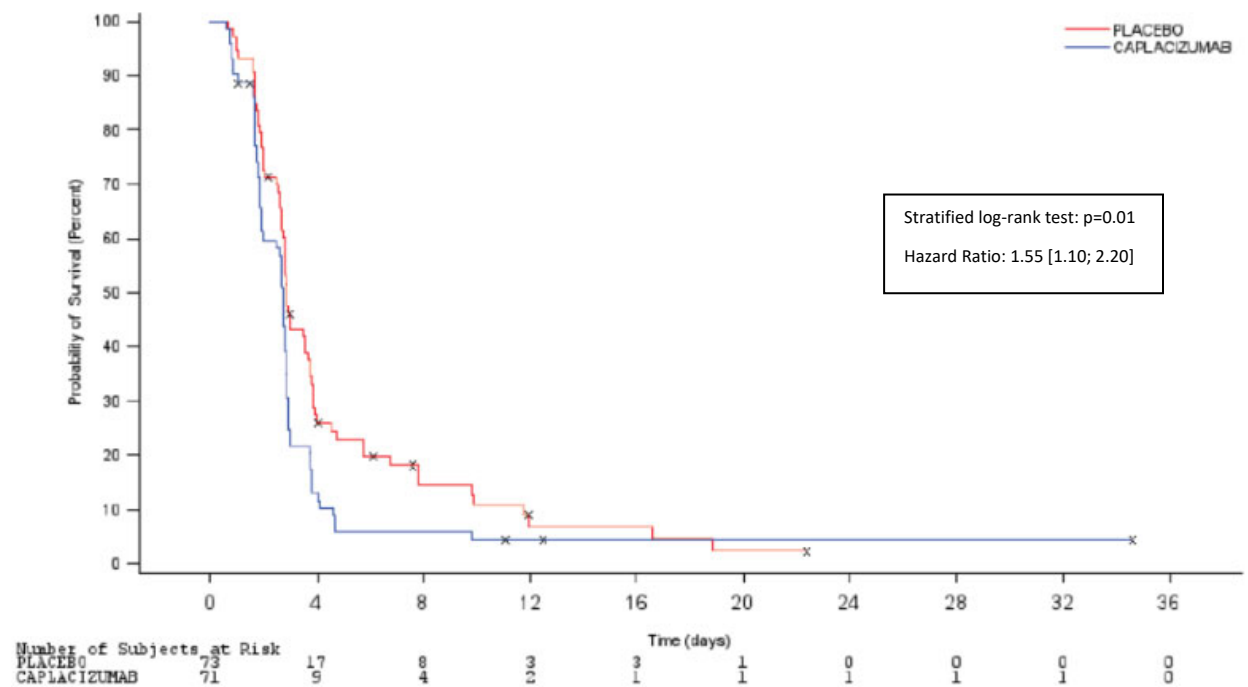 PLACEBO
CAPLACIZUMAB
100
90
80
70
60
50
40
30
20
10
0
Probability of Survival (Percent)
Stratified log-rank test: p=0.01
Hazard Ratio: 1.55 [1.10; 2.20]
0 4 8 12 16 20 24 28 32 36
Time (days)
Number of Subjects at Risk
PLACEBO 73 17 8 3 3 1 0 0 0 0
CAPLACIZUMAB 71 9 4 2 1 1 1 1 1 0